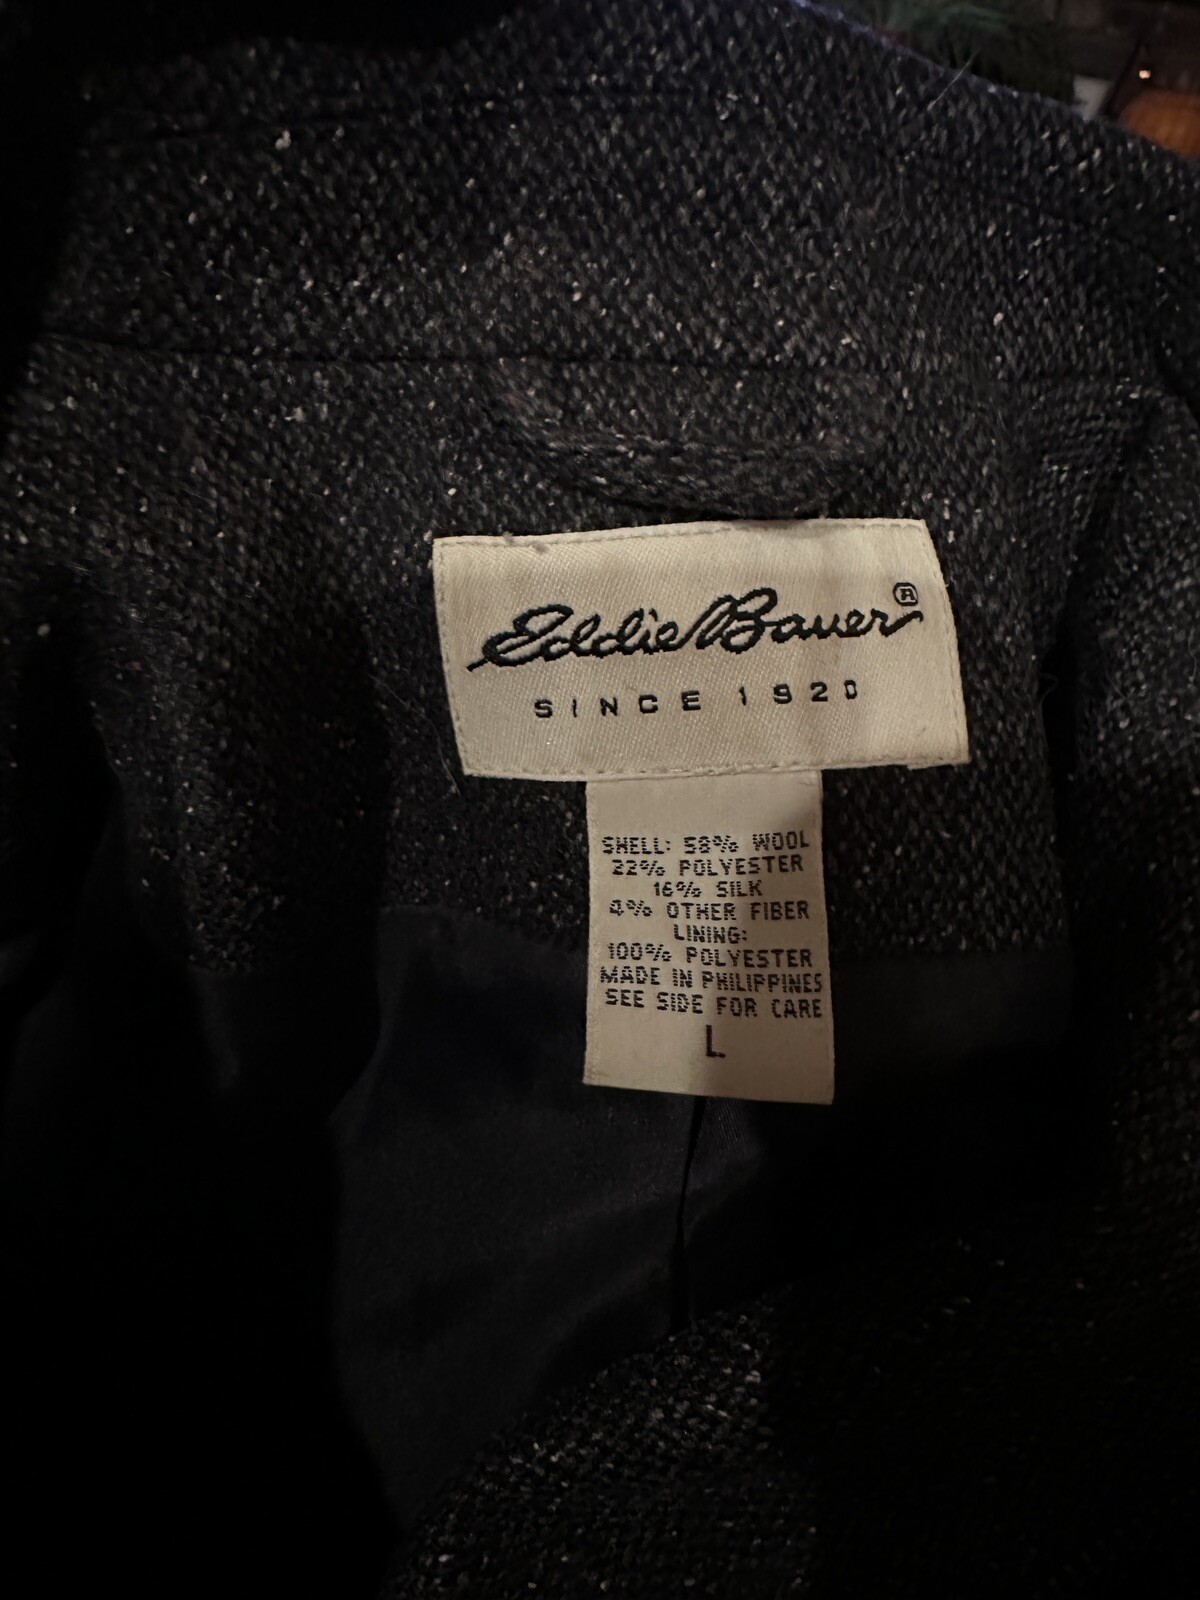 Eddie Bauer®
SINCE 1920
SHELL: 58% WOOL
22% POLYESTER
16% SILK
4% OTHER FIBER
LINING:
100% POLYESTER
MADE IN PHILIPPINES
SEE SIDE FOR CARE
L